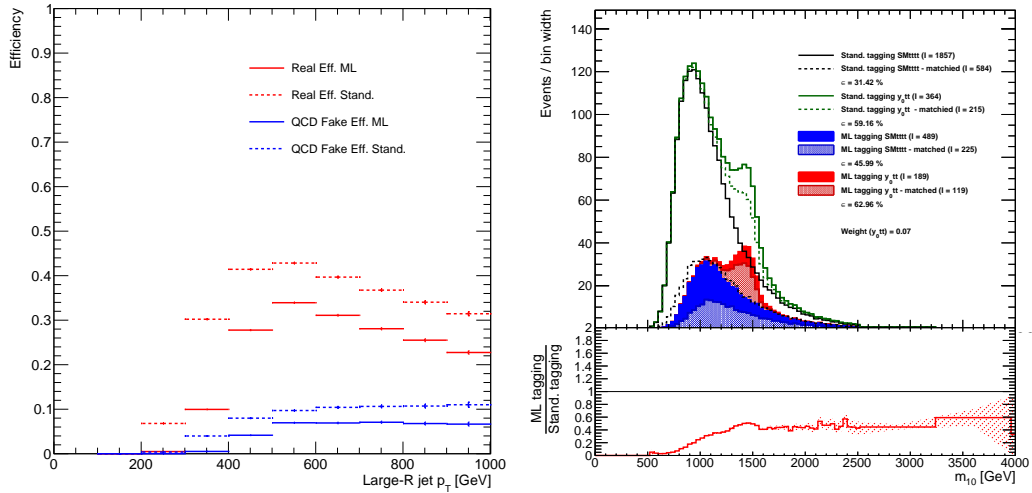 Efficiency
1
0.9
0.8
0.7
0.6
0.5
0.4
0.3
0.2
0.1
0
Real Eff. ML
Real Eff. Stand.
QCD Fake Eff. ML
QCD Fake Eff. Stand.
0 200 400 600 800 1000
Large-R jet p_T [GeV]
Events / bin width
140
120
100
80
60
40
20
Stand. tagging SMtttt (I = 1857)
Stand. tagging SMtttt - matchied (I = 584)
ε = 31.42 %
Stand. tagging y_0tt (I = 364)
Stand. tagging y_0tt - matchied (I = 215)
ε = 59.16 %
ML tagging SMtttt (I = 489)
ML tagging SMtttt - matched (I = 225)
ε = 45.99 %
ML tagging y_0tt (I = 189)
ML tagging y_0tt - matched (I = 119)
ε = 62.96 %
Weight (y_0tt) = 0.07
ML tagging
Stand. tagging
2
1.8
1.6
1.4
1.2
1
0.8
0.6
0.4
0.2
0
0 500 1000 1500 2000 2500 3000 3500 4000
m_10 [GeV]